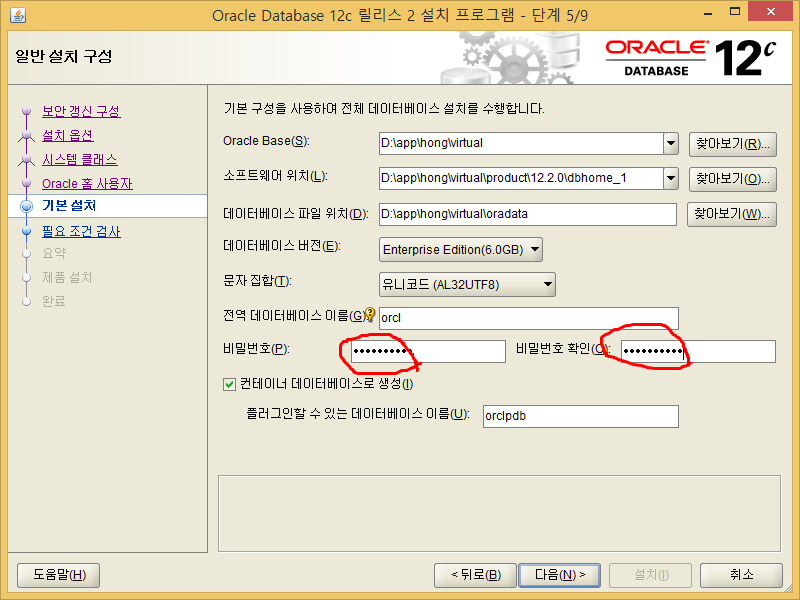 Oracle Database 12c 릴리스 2 설치 프로그램 - 단계 5/9
일반 설치 구성
ORACLE®
DATABASE
12c
보안 갱신 구성
설치 옵션
시스템 클래스
Oracle 홈 사용자
기본 설치
필요 조건 검사
요약
제품 설치
완료
기본 구성을 사용하여 전체 데이터베이스 설치를 수행합니다.
Oracle Base(S): D:\app\hong\virtual 찾아보기(R)...
소프트웨어 위치(L): D:\app\hong\virtual\product\12.2.0\dbhome_1 찾아보기(O)...
데이터베이스 파일 위치(D): D:\app\hong\virtual\oradata 찾아보기(W)...
데이터베이스 버전(E): Enterprise Edition(6.0GB)
문자 집합(T): 유니코드 (AL32UTF8)
전역 데이터베이스 이름(G) orcl
비밀번호(P): •••••••••• 비밀번호 확인(C): ••••••••••
컨테이너 데이터베이스로 생성(I)
플러그인할 수 있는 데이터베이스 이름(U): orclpdb
도움말(H) < 뒤로(B) 다음(N) > 설치(I) 취소